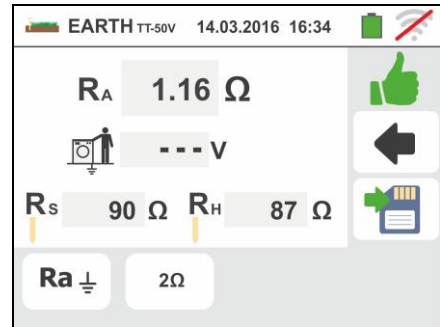 EARTH TT-50V 14.03.2016 16:34
RA 1.16 Ω
- - - V
RS 90 Ω RH 87 Ω
Ra 2Ω